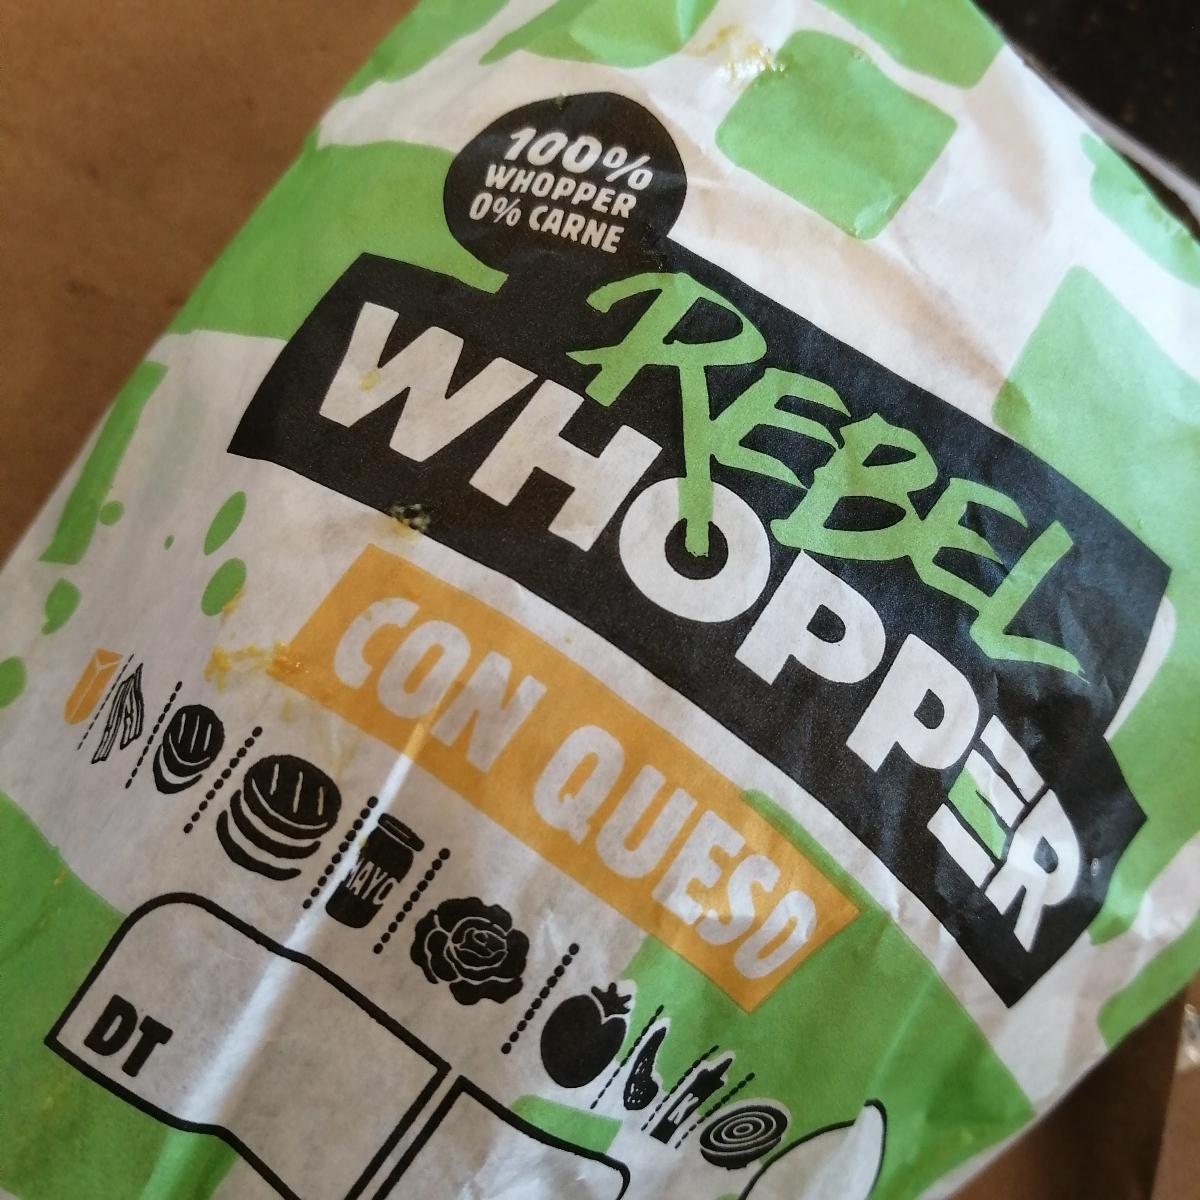 100%
WHOPPER
0% CARNE
REBEL
WHOPPER
CON QUESO
MAYO
K
DT